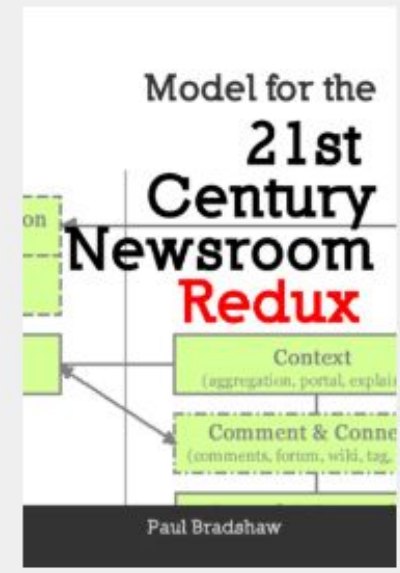 Model for the
21st
Century
on
Newsroom
Redux
Context
(aggregation, portal, explai
Comment & Conne
(comments, forum, wiki, tag,
Paul Bradshaw